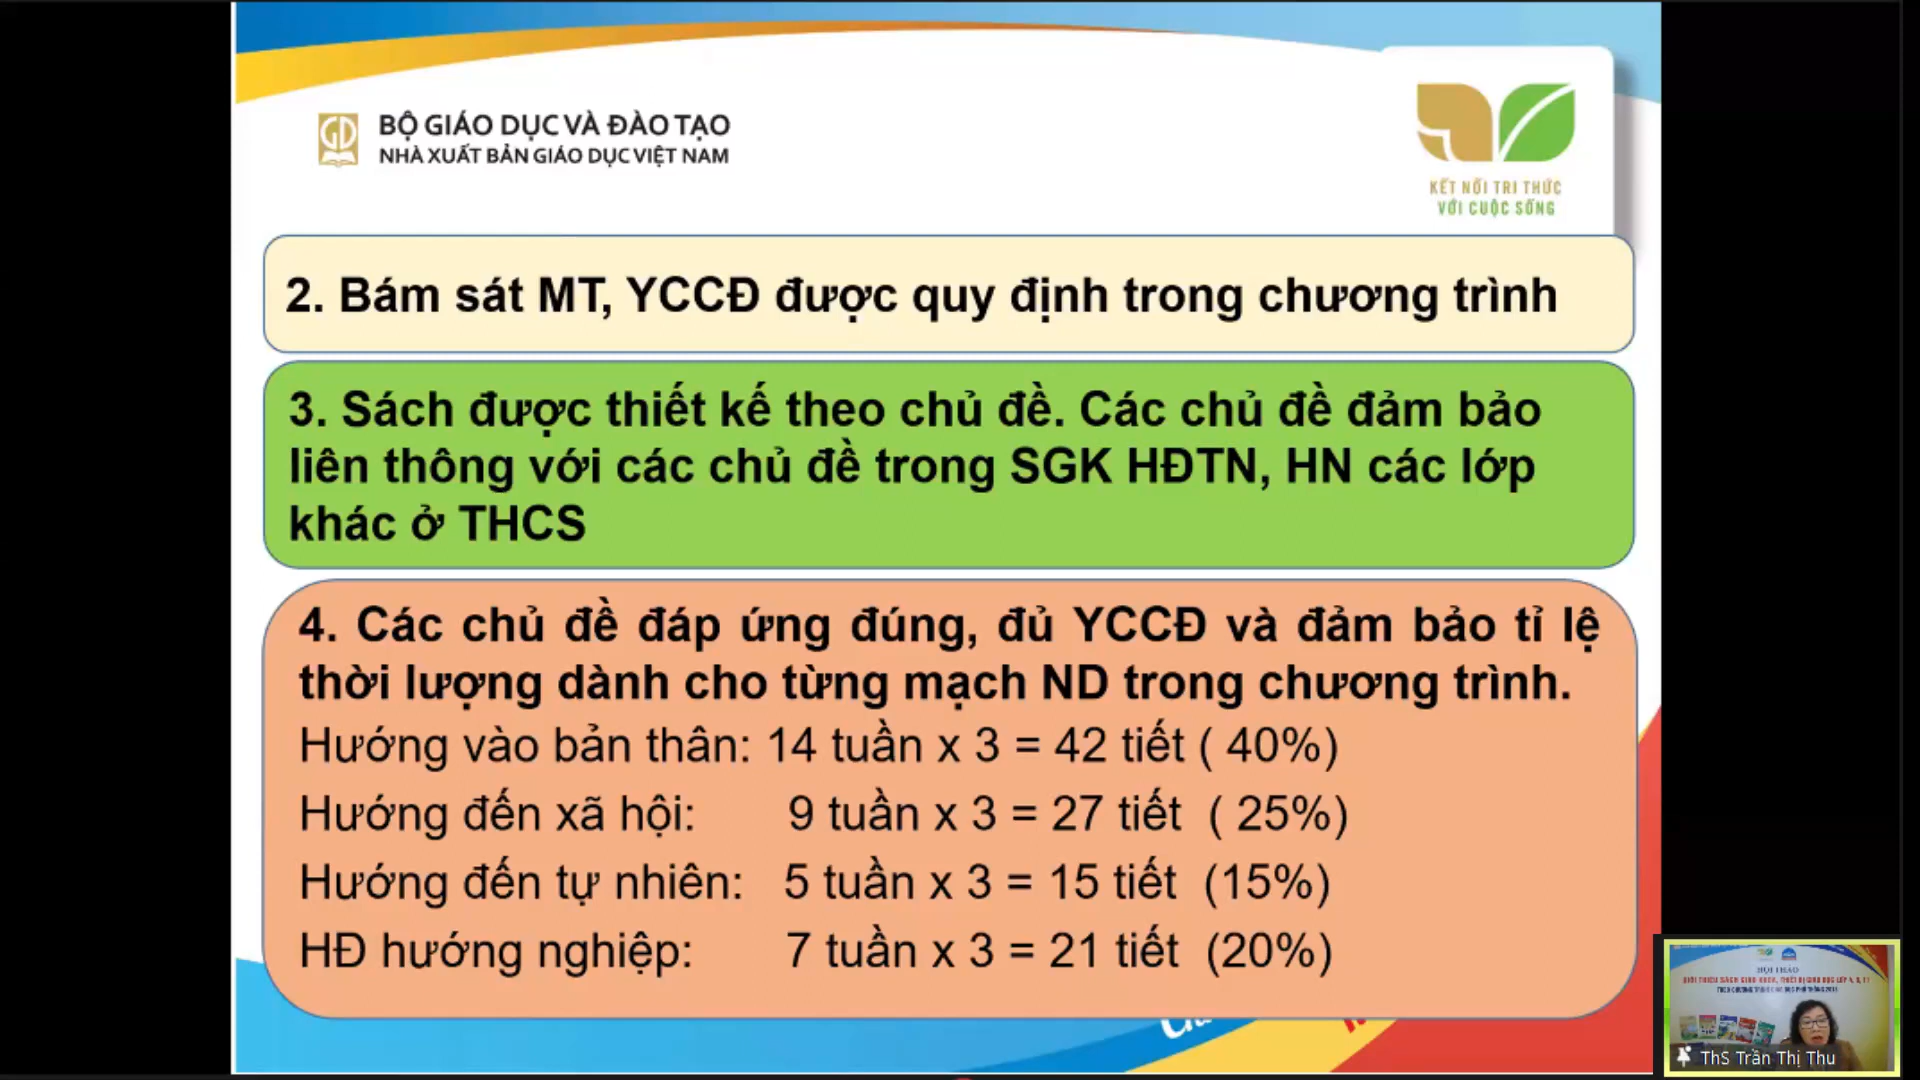 BỘ GIÁO DỤC VÀ ĐÀO TẠO
NHÀ XUẤT BẢN GIÁO DỤC VIỆT NAM
KẾT NỐI TRI THỨC
VỚI CUỘC SỐNG
2. Bám sát MT, YCCĐ được quy định trong chương trình
3. Sách được thiết kế theo chủ đề. Các chủ đề đảm bảo
liên thông với các chủ đề trong SGK HĐTN, HN các lớp
khác ở THCS
4. Các chủ đề đáp ứng đúng, đủ YCCĐ và đảm bảo tỉ lệ
thời lượng dành cho từng mạch ND trong chương trình.
Hướng vào bản thân: 14 tuần x 3 = 42 tiết ( 40%)
Hướng đến xã hội: 9 tuần x 3 = 27 tiết ( 25%)
Hướng đến tự nhiên: 5 tuần x 3 = 15 tiết (15%)
HĐ hướng nghiệp: 7 tuần x 3 = 21 tiết (20%)
HỘI THẢO
ThS Trần Thị Thu